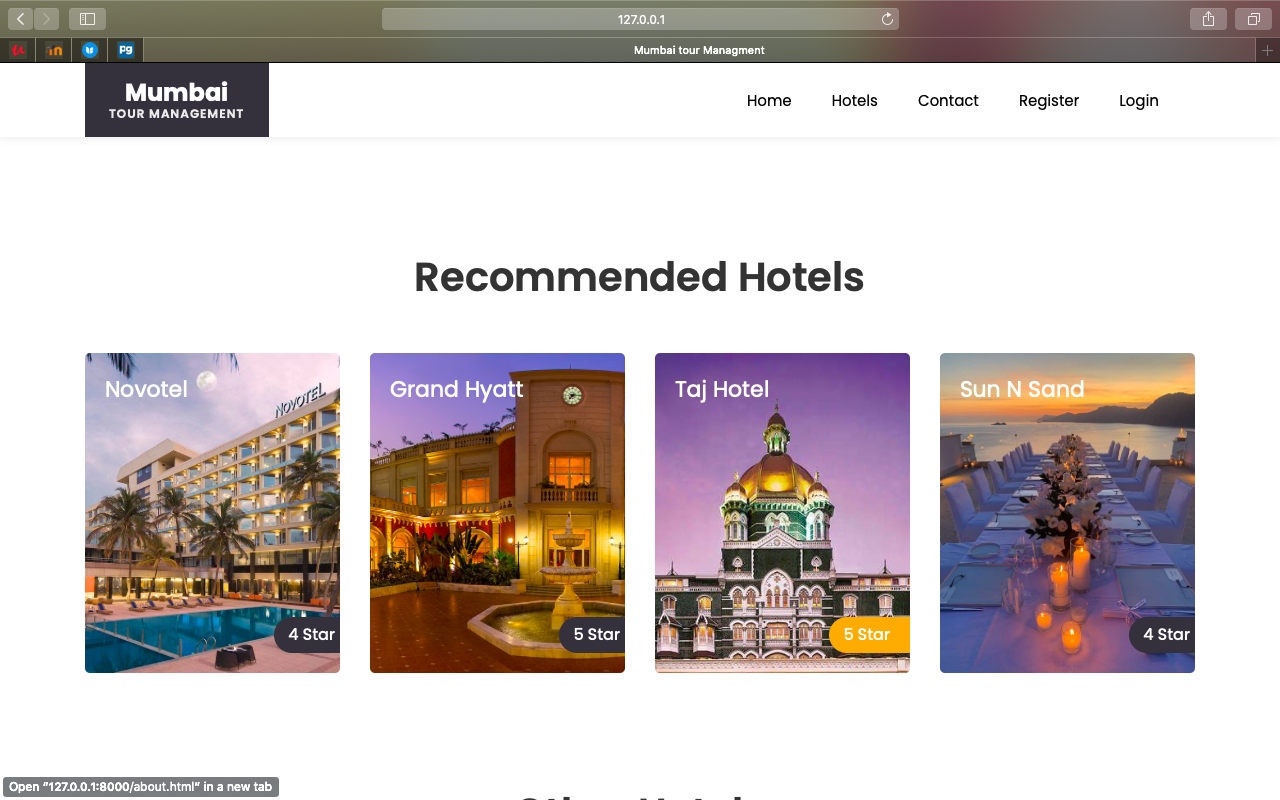 127.0.0.1
in
pg
Mumbai tour Managment
Mumbai
TOUR MANAGEMENT
Home
Hotels
Contact
Register
Login
Recommended Hotels
Novotel
NOVOTEL
4 Star
Grand Hyatt
5 Star
Taj Hotel
5 Star
Sun N Sand
4 Star
Open "127.0.0.1:8000/about.html" in a new tab